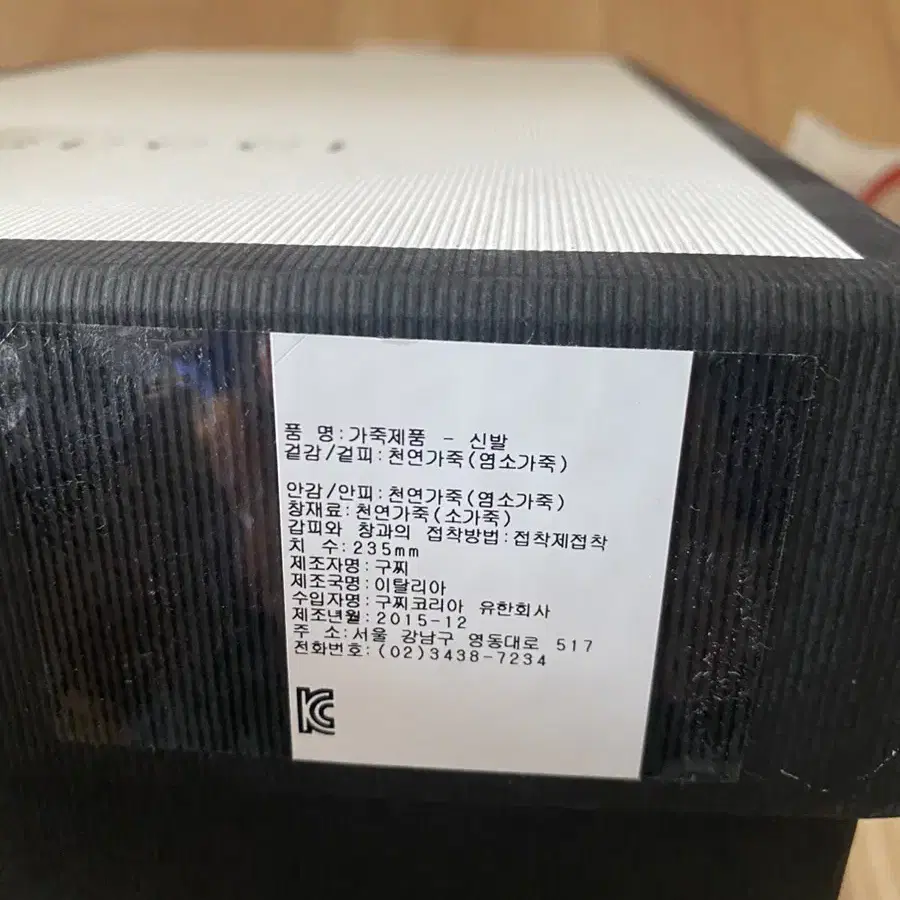 품 명:가죽제품 - 신발
겉감/겉피:천연가죽(염소가죽)
안감/안피:천연가죽(염소가죽)
창재료:천연가죽(소가죽)
갑피와 창과의 접착방법:접착제접착
치 수:235mm
제조자명:구찌
제조국명:이탈리아
수입자명:구찌코리아 유한회사
제조년월:2015-12
주 소:서울 강남구 영동대로 517
전화번호:(02)3438-7234
KC